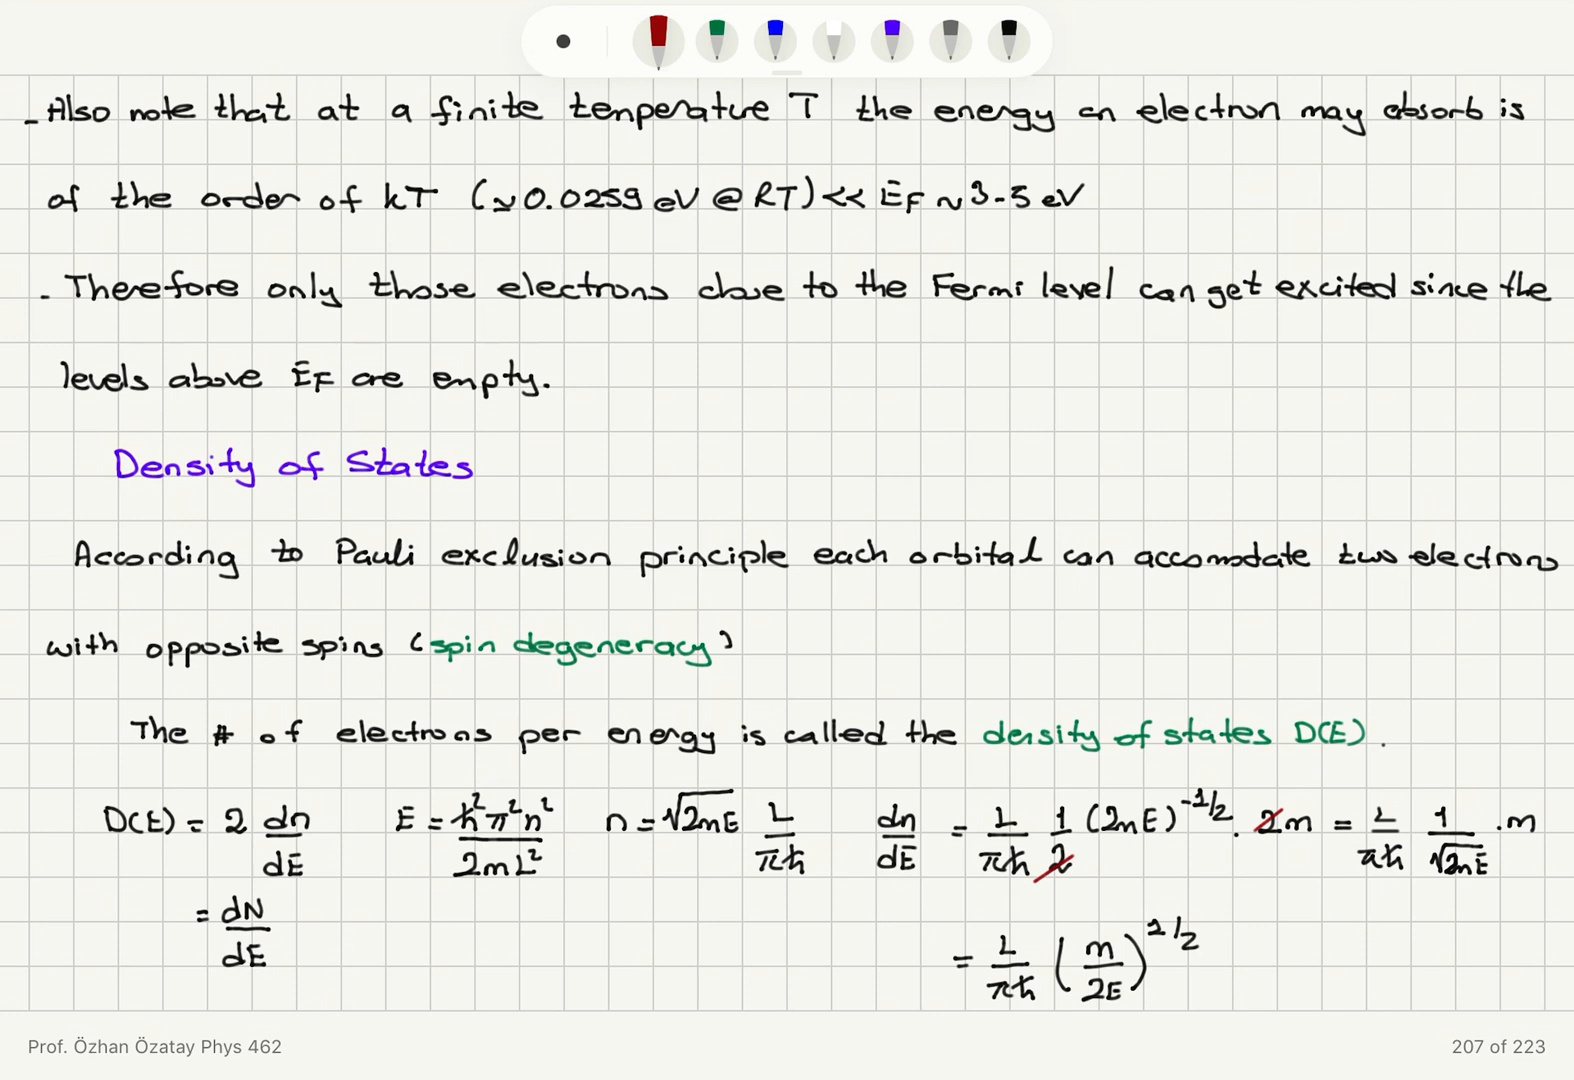 - Also note that at a finite temperature T the energy an electron may absorb is
of the order of kT (≃0.0259 eV @ RT) << E_F ~ 3-5 eV
- Therefore only those electrons close to the Fermi level can get excited since the
levels above E_F are empty.
Density of States
According to Pauli exclusion principle each orbital can accomodate two electrons
with opposite spins (spin degeneracy)
The # of electrons per energy is called the density of states D(E).
D(E) = 2 dn/dE   E = ℏ²π²n²/2mL²   n = √2mE L/πℏ   dn/dE = L/πℏ 1/2 (2mE)^-1/2 . 2m = L/πℏ 1/√2mE .m
= dN/dE   = L/πℏ (m/2E)^1/2
Prof. Özhan Özatay Phys 462   207 of 223